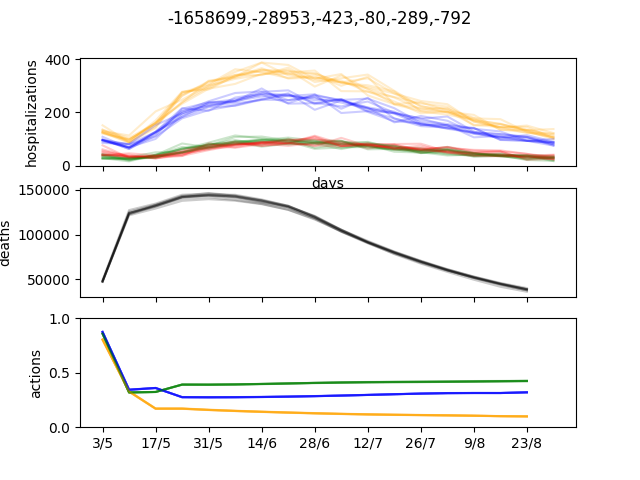 -1658699,-28953,-423,-80,-289,-792
400
200
0
hospitalizations
days
150000
100000
50000
deaths
1.0
0.5
0.0
actions
3/5 17/5 31/5 14/6 28/6 12/7 26/7 9/8 23/8